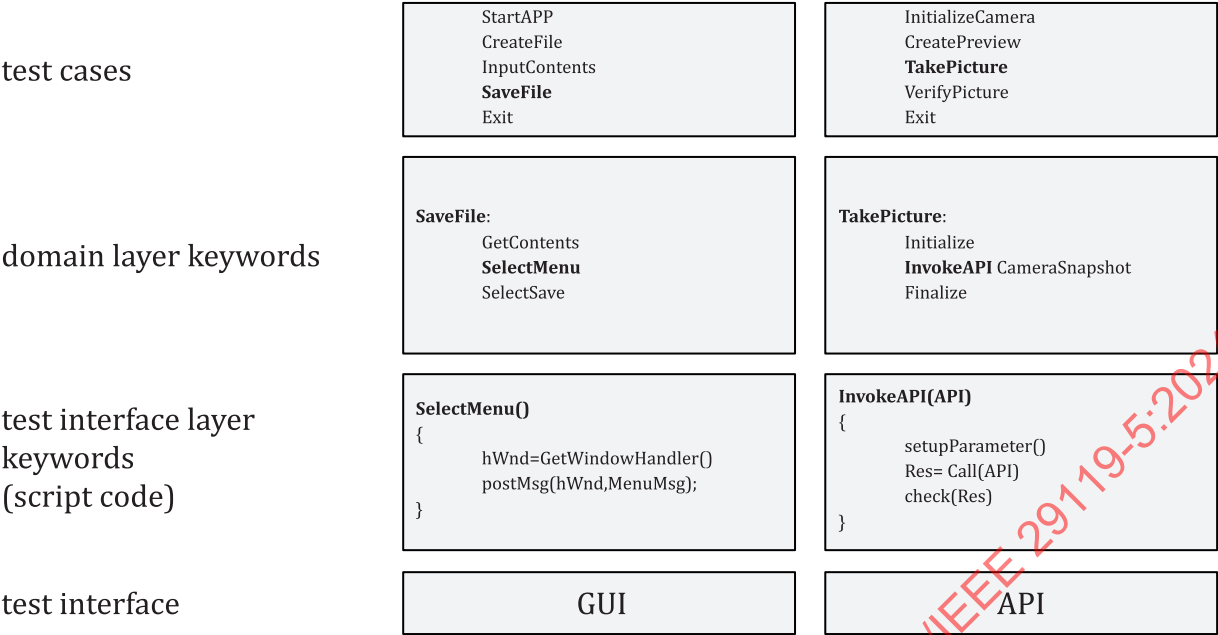 test cases
StartAPP
CreateFile
InputContents
SaveFile
Exit
InitializeCamera
CreatePreview
TakePicture
VerifyPicture
Exit
domain layer keywords
SaveFile:
GetContents
SelectMenu
SelectSave
TakePicture:
Initialize
InvokeAPI CameraSnapshot
Finalize
test interface layer
keywords
(script code)
SelectMenu()
{
hWnd=GetWindowHandler()
postMsg(hWnd,MenuMsg);
}
InvokeAPI(API)
{
setupParameter()
Res= Call(API)
check(Res)
}
test interface
GUI
API
/IEEE 29119-5:202